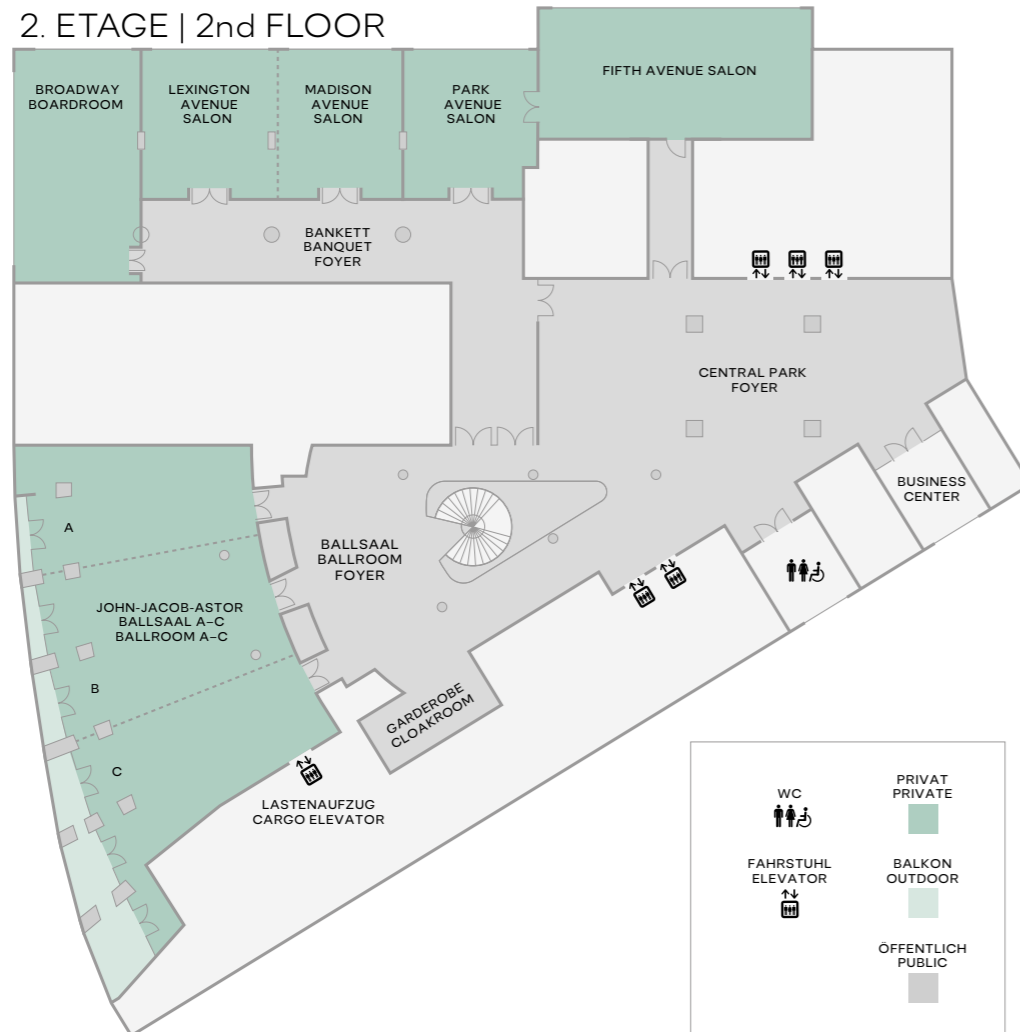 2. ETAGE | 2nd FLOOR
BROADWAY
BOARDROOM
LEXINGTON
AVENUE
SALON
MADISON
AVENUE
SALON
PARK
AVENUE
SALON
FIFTH AVENUE SALON
BANKETT
BANQUET
FOYER
CENTRAL PARK
FOYER
BUSINESS
CENTER
A
BALLSAAL
BALLROOM
FOYER
JOHN-JACOB-ASTOR
BALLSAAL A–C
BALLROOM A–C
B
C
GARDEROBE
CLOAKROOM
LASTENAUFZUG
CARGO ELEVATOR
WC
PRIVAT
PRIVATE
FAHRSTUHL
ELEVATOR
BALKON
OUTDOOR
ÖFFENTLICH
PUBLIC